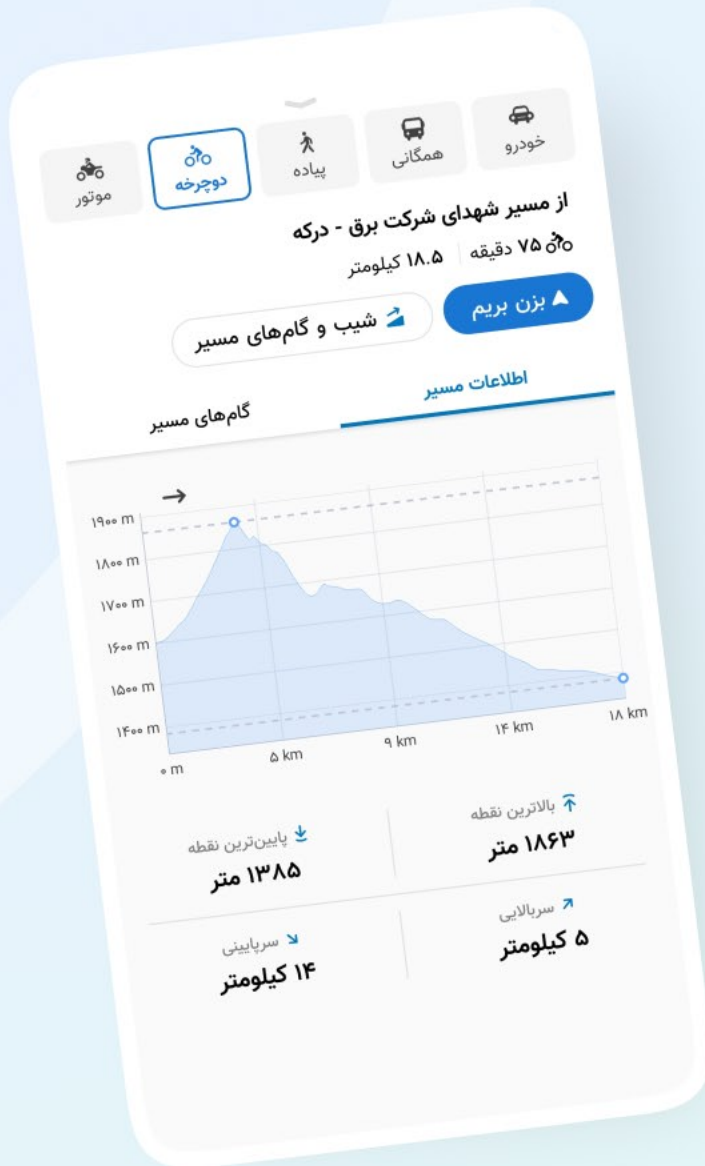 خودرو
همگانی
پیاده
دوچرخه
موتور
از مسیر شهدای شرکت برق - درکه
۷۵ دقیقه | ۱۸.۵ کیلومتر
بزن بریم
شیب و گام‌های مسیر
اطلاعات مسیر
گام‌های مسیر
۱۹۰۰ m
۱۸۰۰ m
۱۷۰۰ m
۱۶۰۰ m
۱۵۰۰ m
۱۴۰۰ m
۰ m
۵ km
۹ km
۱۴ km
۱۸ km
بالاترین نقطه
۱۸۶۳ متر
پایین‌ترین نقطه
۱۳۸۵ متر
سربالایی
۵ کیلومتر
سرپایینی
۱۴ کیلومتر